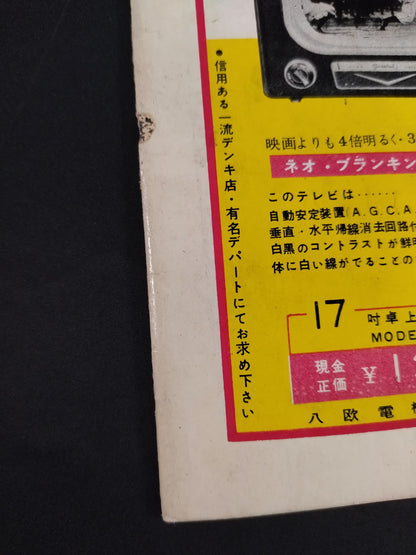 ●信用ある一流デンキ店・有名デパートにてお求め下さい
映画よりも4倍明るく・3
ネオ・ブランキン
このテレビは‥‥‥
自動安定装置(A.G.C.A.
垂直・水平帰線消去回路付
白黒のコントラストが鮮明
体に白い線がでることの
17 吋卓上
MODE
現金
正価 ¥1
八欧電機